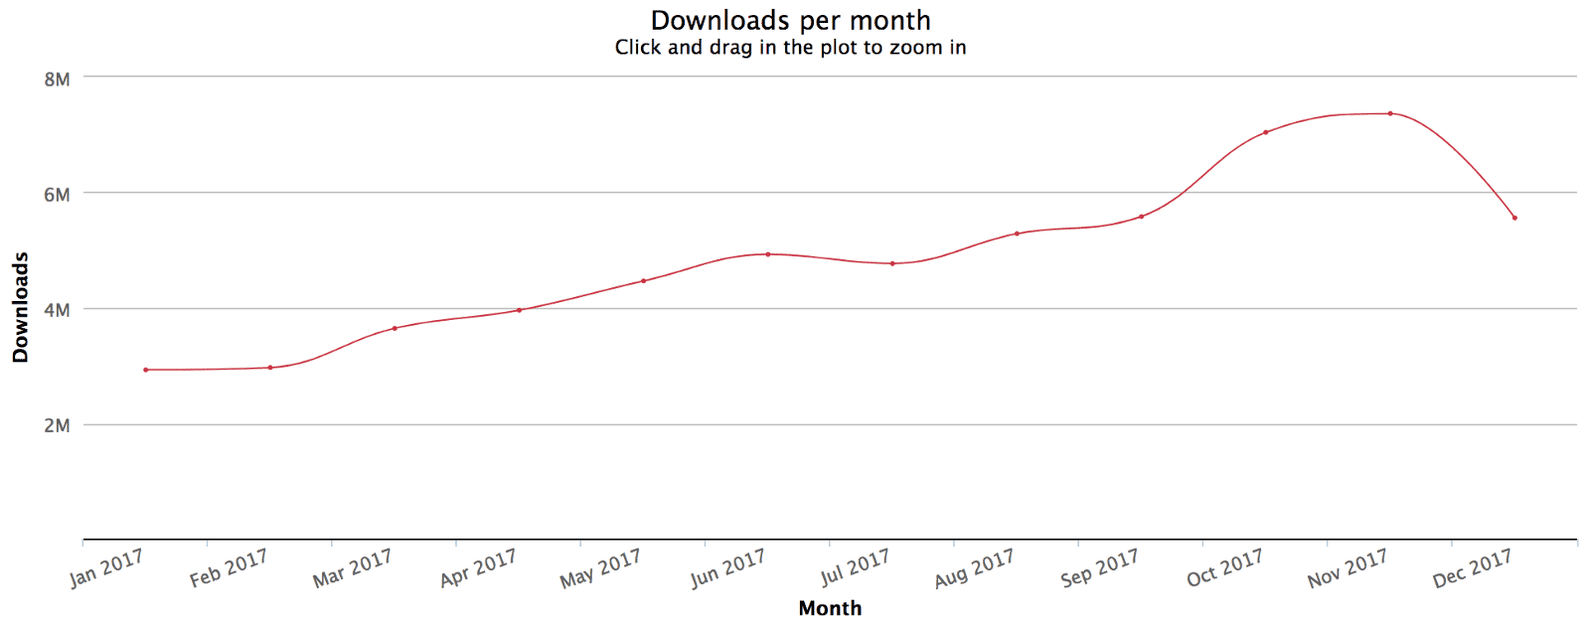 Downloads per month
Click and drag in the plot to zoom in
8M
6M
4M
2M
Downloads
Jan 2017
Feb 2017
Mar 2017
Apr 2017
May 2017
Jun 2017
Jul 2017
Aug 2017
Sep 2017
Oct 2017
Nov 2017
Dec 2017
Month